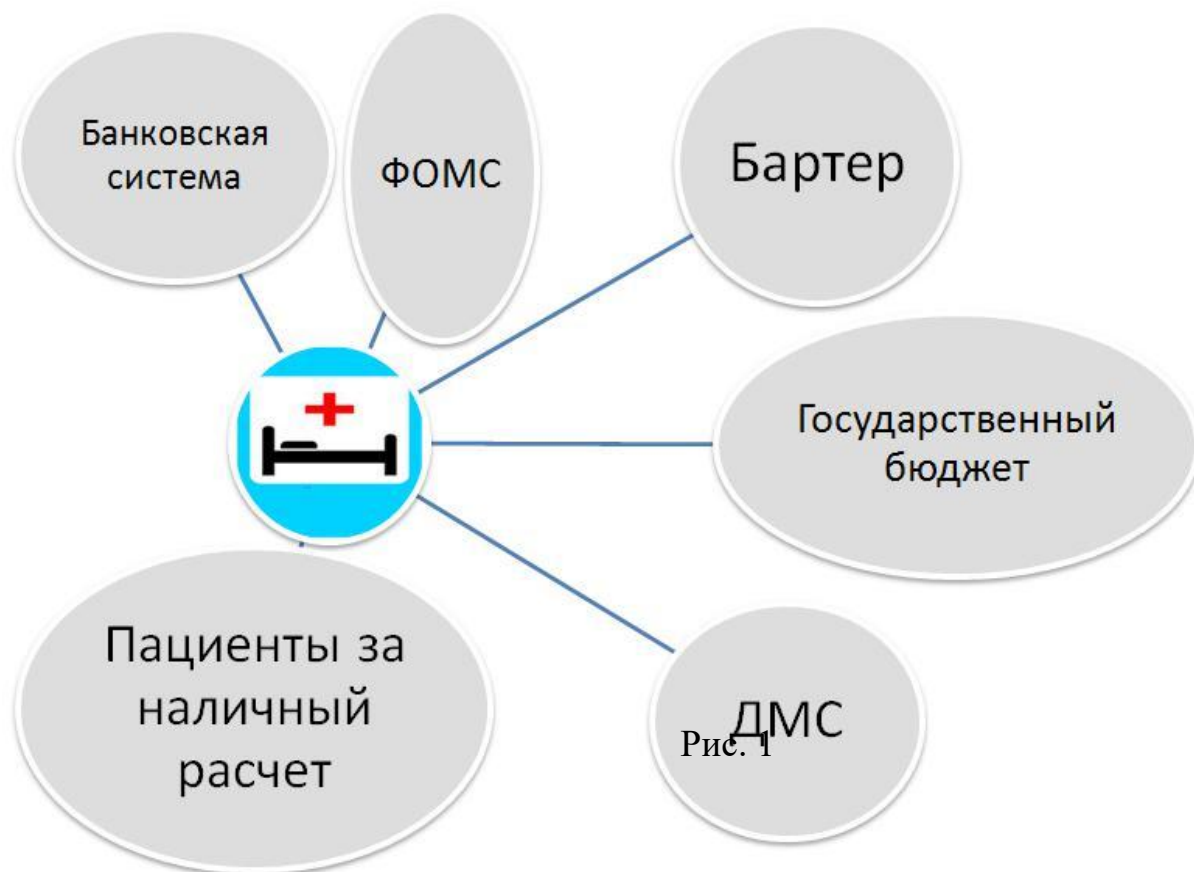 Банковская
система
ФОМС
Бартер
Государственный
бюджет
Пациенты за
наличный
расчет
ДМС
Рис. 1